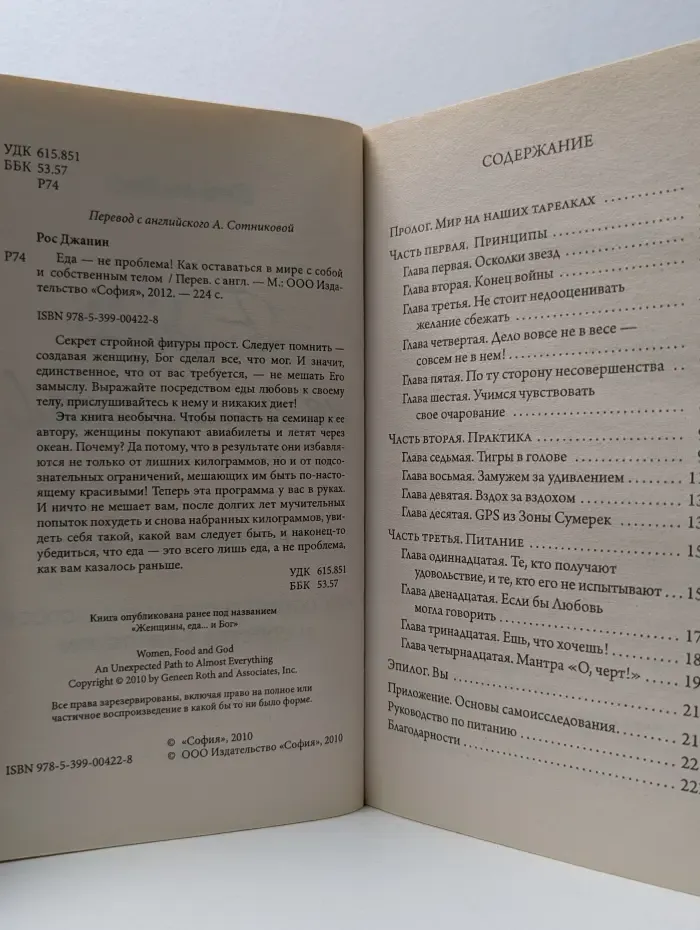 УДК 615.851
ББК 53.57
Р74
Перевод с английского А. Сотниковой
Рос Джанин
Р74
Еда — не проблема! Как оставаться в мире с собой
и собственным телом / Перев. с англ. — М.: ООО Изда-
тельство «София», 2012. — 224 с.
ISBN 978-5-399-00422-8
Секрет стройной фигуры прост. Следует помнить —
создавая женщину, Бог сделал все, что мог. И значит,
единственное, что от вас требуется, — не мешать Его
замыслу. Выражайте посредством еды любовь к своему
телу, прислушивайтесь к нему и никаких диет!
Эта книга необычна. Чтобы попасть на семинар к ее
автору, женщины покупают авиабилеты и летят через
океан. Почему? Да потому, что в результате они избавля-
ются не только от лишних килограммов, но и от подсо-
знательных ограничений, мешающих им быть по-насто-
ящему красивыми! Теперь эта программа у вас в руках.
И ничто не мешает вам, после долгих лет мучительных
попыток похудеть и снова набранных килограммов, уви-
деть себя такой, какой вам следует быть, и наконец-то
убедиться, что еда — это всего лишь еда, а не проблема,
как вам казалось раньше.
УДК 615.851
ББК 53.57
Книга опубликована ранее под названием
«Женщины, еда... и Бог»
Women, Food and God
An Unexpected Path to Almost Everything
Copyright © 2010 by Geneen Roth and Associates, Inc.
Все права зарезервированы, включая право на полное или
частичное воспроизведение в какой бы то ни было форме.
© «София», 2010
© ООО Издательство «София», 2010
ISBN 978-5-399-00422-8
СОДЕРЖАНИЕ
Пролог. Мир на наших тарелках
Часть первая. Принципы
Глава первая. Осколки звезд
Глава вторая. Конец войны
Глава третья. Не стоит недооценивать
желание сбежать
Глава четвертая. Дело вовсе не в весе —
совсем не в нем!
Глава пятая. По ту сторону несовершенства
Глава шестая. Учимся чувствовать
свое очарование
Часть вторая. Практика
Глава седьмая. Тигры в голове
Глава восьмая. Замужем за удивлением
Глава девятая. Вздох за вздохом
Глава десятая. GPS из Зоны Сумерек
Часть третья. Питание
Глава одиннадцатая. Те, кто получают
удовольствие, и те, кто его не испытывают
Глава двенадцатая. Если бы Любовь
могла говорить
Глава тринадцатая. Ешь, что хочешь!
Глава четырнадцатая. Мантра «О, черт!»
Эпилог. Вы
Приложение. Основы самоисследования
Руководство по питанию
Благодарности